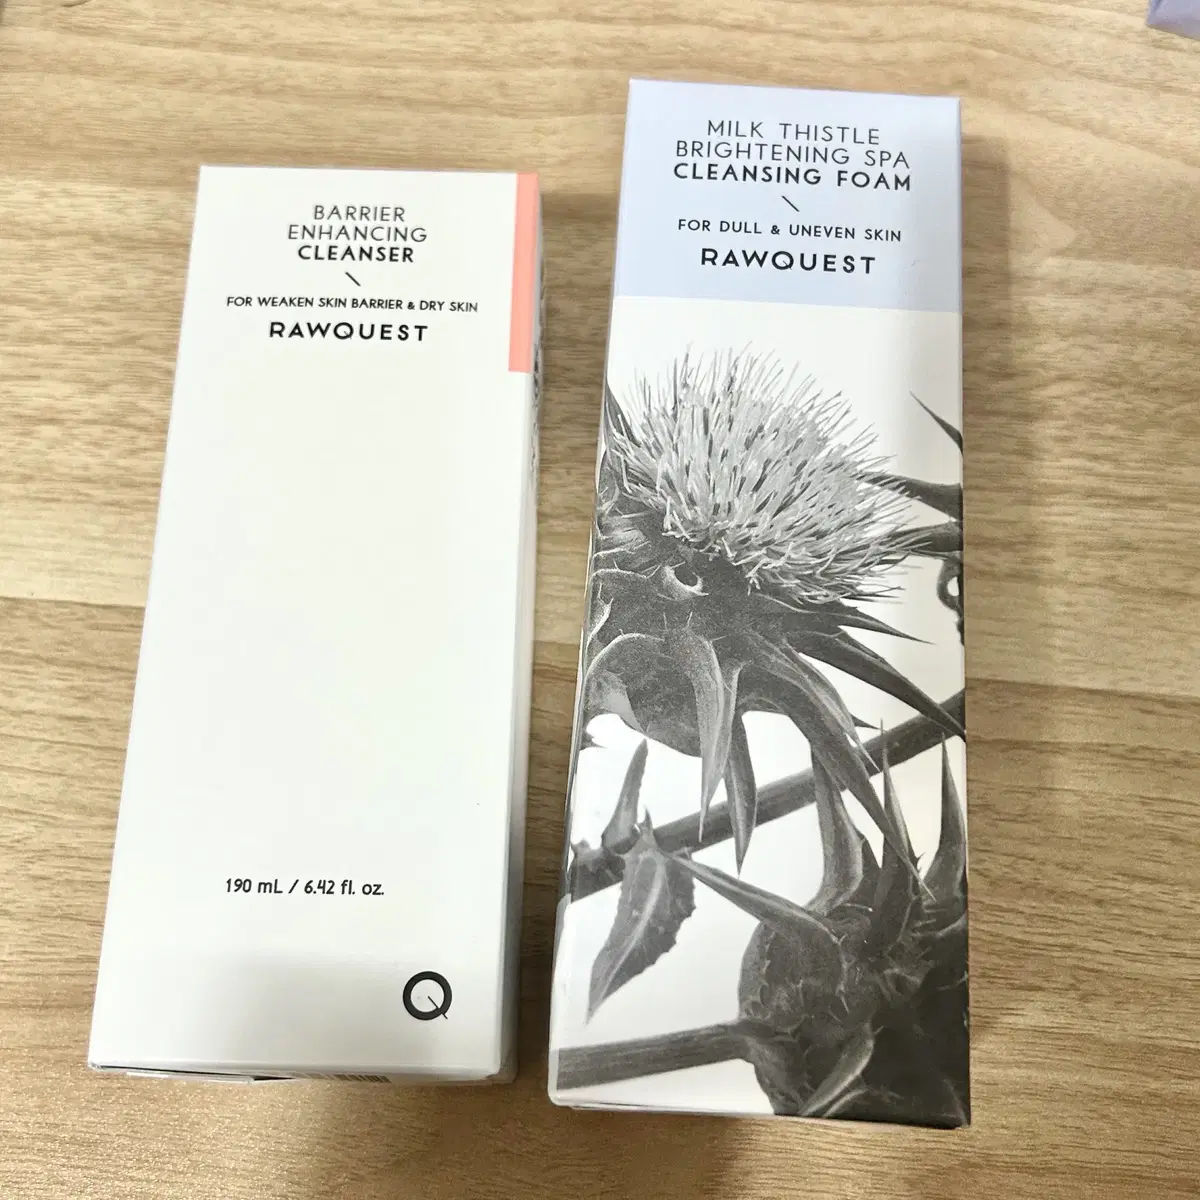 BARRIER
ENHANCING
CLEANSER
FOR WEAKEN SKIN BARRIER & DRY SKIN
RAWQUEST
190 mL / 6.42 fl. oz.
Q
MILK THISTLE
BRIGHTENING SPA
CLEANSING FOAM
FOR DULL & UNEVEN SKIN
RAWQUEST